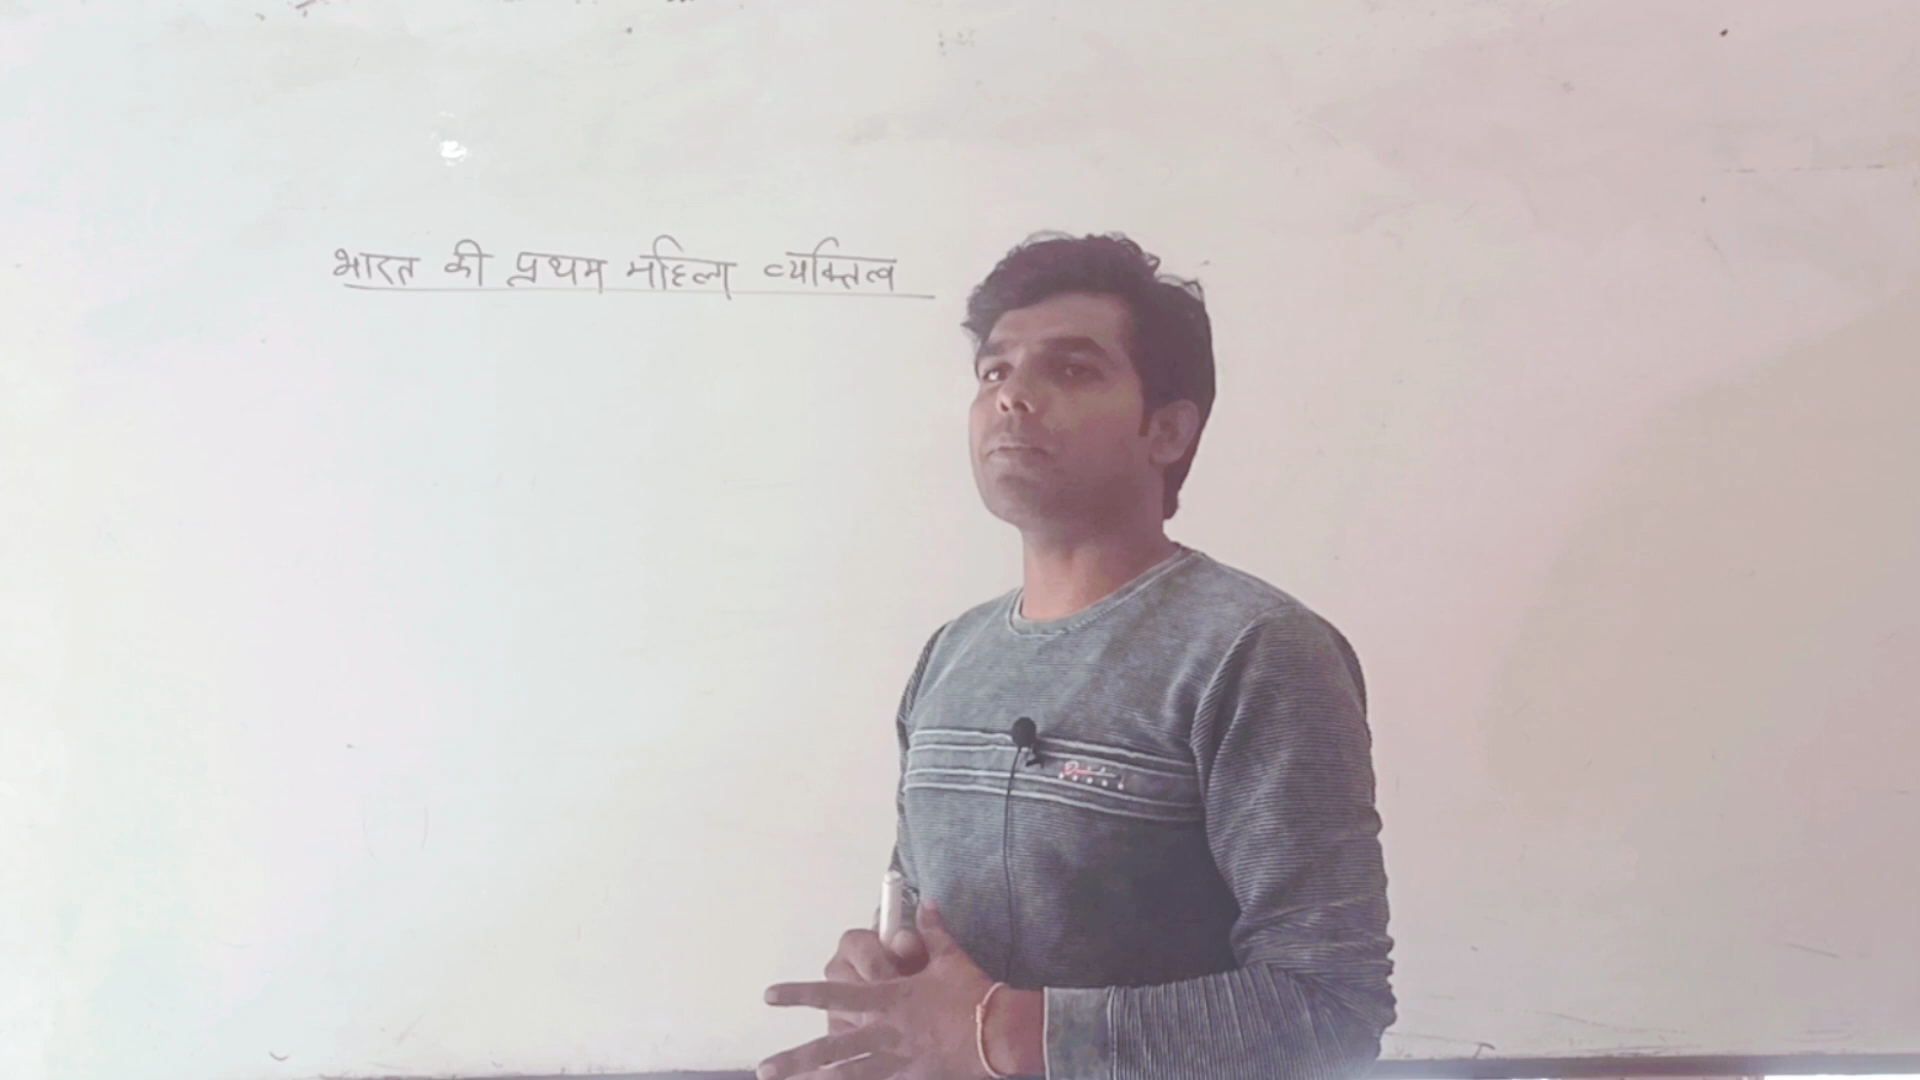 भारत की प्रथम महिला व्यक्तित्व